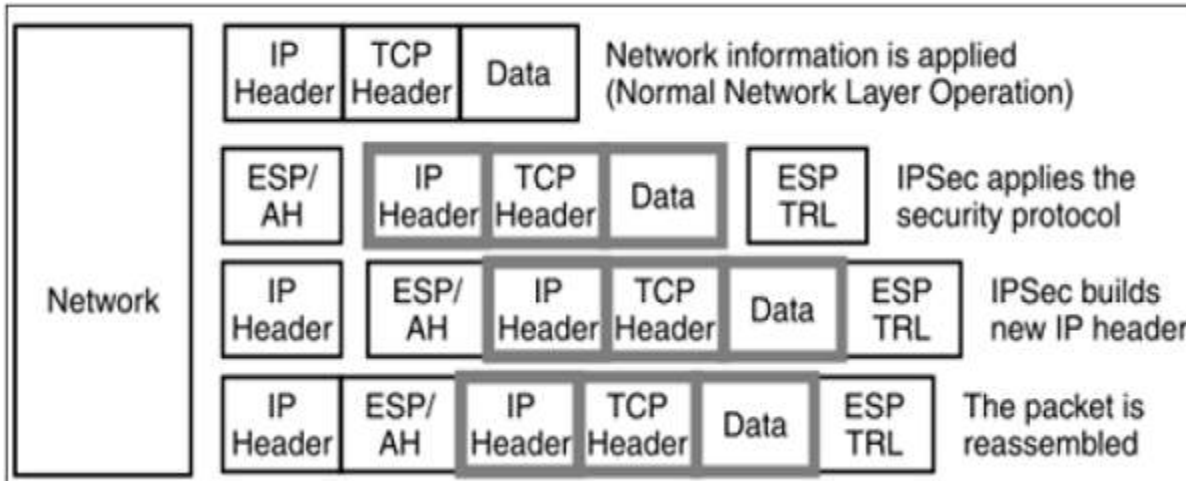 Network
IP
Header
TCP
Header
Data
Network information is applied
(Normal Network Layer Operation)
ESP/
AH
IP
Header
TCP
Header
Data
ESP
TRL
IPSec applies the
security protocol
IP
Header
ESP/
AH
IP
Header
TCP
Header
Data
ESP
TRL
IPSec builds
new IP header
IP
Header
ESP/
AH
IP
Header
TCP
Header
Data
ESP
TRL
The packet is
reassembled